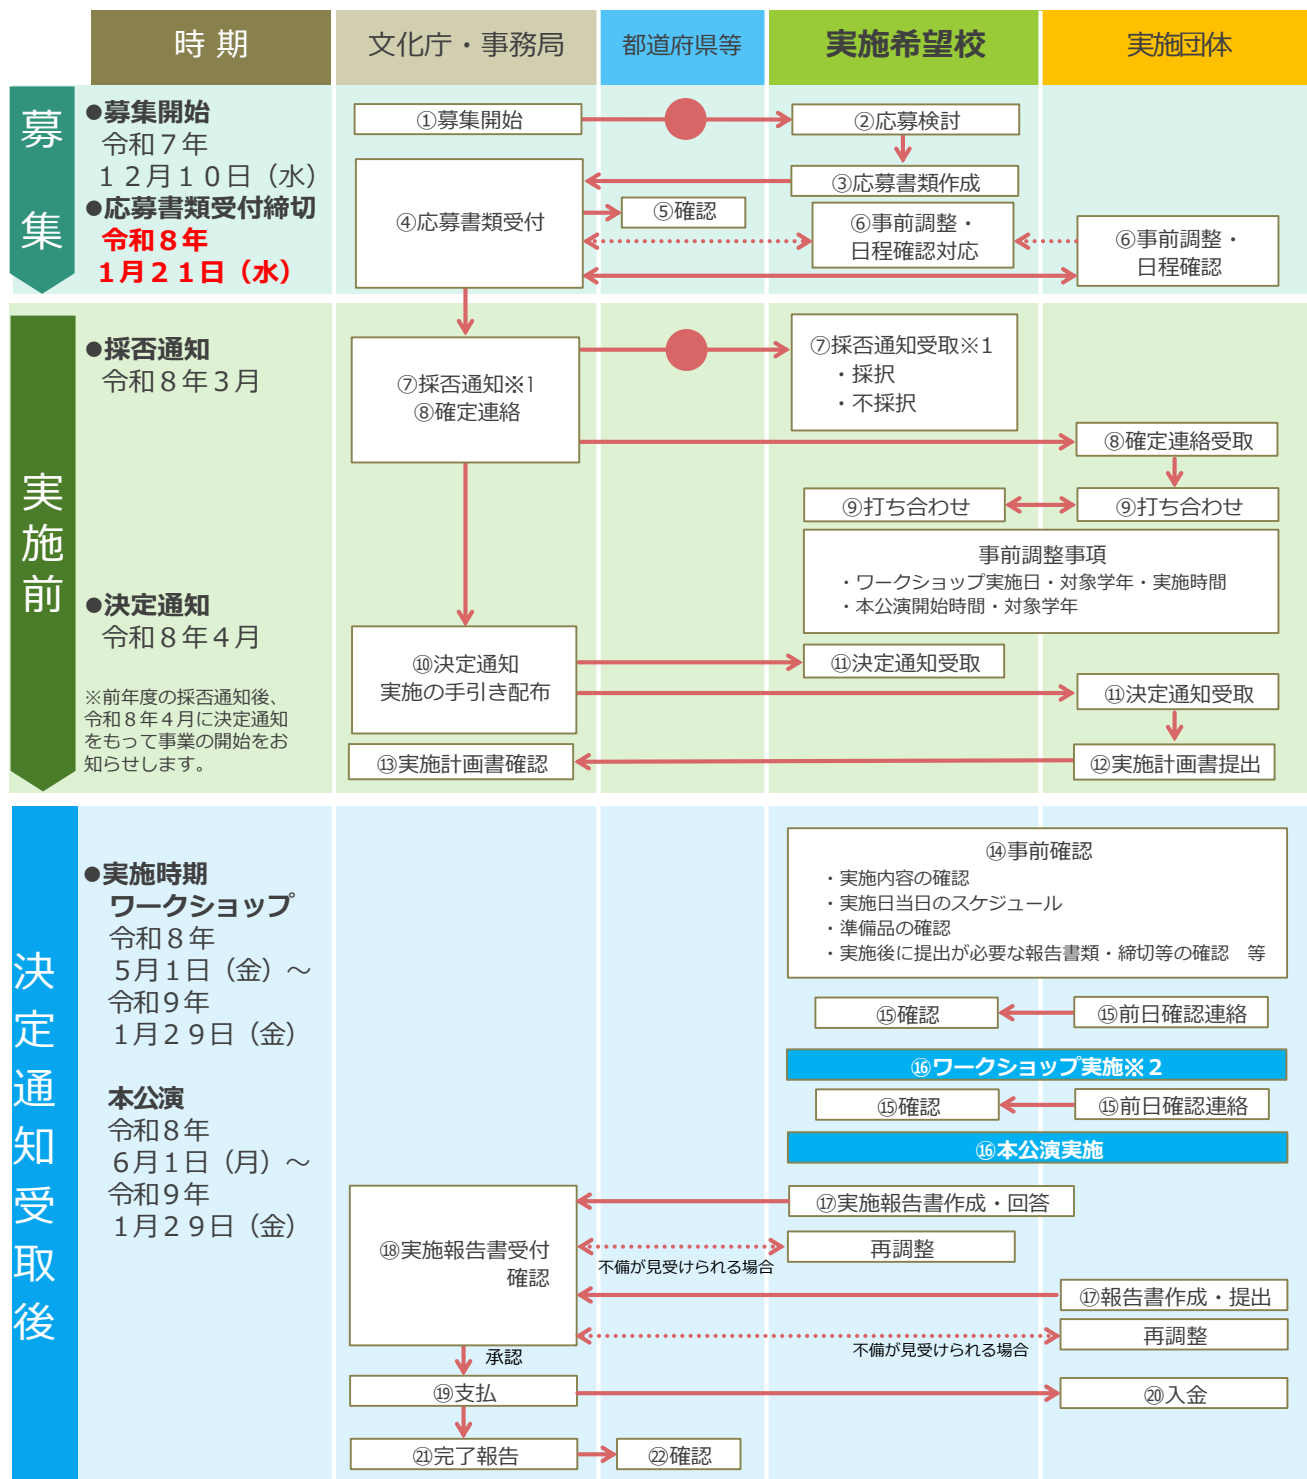 時 期
文化庁・事務局
都道府県等
実施希望校
実施団体
募
集
●募集開始
令和７年
１２月１０日（水）
●応募書類受付締切
令和８年
１月２１日（水）
①募集開始
②応募検討
③応募書類作成
④応募書類受付
⑤確認
⑥事前調整・
日程確認対応
⑥事前調整・
日程確認
実
施
前
●採否通知
令和８年３月
⑦採否通知※1
⑧確定連絡
⑦採否通知受取※1
・採択
・不採択
⑧確定連絡受取
⑨打ち合わせ
⑨打ち合わせ
事前調整事項
・ワークショップ実施日・対象学年・実施時間
・本公演開始時間・対象学年
●決定通知
令和８年４月
※前年度の採否通知後、
令和８年４月に決定通知
をもって事業の開始をお
知らせします。
⑩決定通知
実施の手引き配布
⑪決定通知受取
⑪決定通知受取
⑬実施計画書確認
⑫実施計画書提出
決
定
通
知
受
取
後
●実施時期
ワークショップ
令和８年
５月１日（金）～
令和９年
１月２９日（金）
本公演
令和８年
６月１日（月）～
令和９年
１月２９日（金）
⑭事前確認
・実施内容の確認
・実施日当日のスケジュール
・準備品の確認
・実施後に提出が必要な報告書類・締切等の確認　等
⑮確認
⑮前日確認連絡
⑯ワークショップ実施※２
⑮確認
⑮前日確認連絡
⑯本公演実施
⑰実施報告書作成・回答
⑱実施報告書受付
確認
再調整
不備が見受けられる場合
⑰報告書作成・提出
再調整
不備が見受けられる場合
承認
⑲支払
⑳入金
㉑完了報告
㉒確認